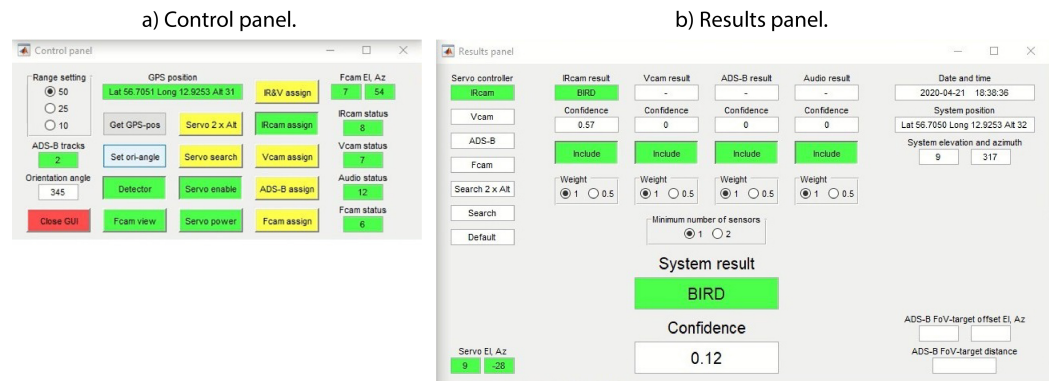 a) Control panel.
Control panel
Range setting
50
25
10
GPS position
Lat 56.7051 Long 12.9253 Alt 31
IR&V assign
Fcam El, Az
7 54
Get GPS-pos
Servo 2 x Alt
IRcam assign
IRcam status
8
ADS-B tracks
2
Set ori-angle
Servo search
Vcam assign
Vcam status
7
Orientation angle
345
Detector
Servo enable
ADS-B assign
Audio status
12
Close GUI
Fcam view
Servo power
Fcam assign
Fcam status
6
b) Results panel.
Results panel
Servo controller
IRcam
Vcam
ADS-B
Fcam
Search 2 x Alt
Search
Default
IRcam result Vcam result ADS-B result Audio result
BIRD - - -
Confidence Confidence Confidence Confidence
0.57 0 0 0
Include Include Include Include
Weight Weight Weight Weight
1 0.5 1 0.5 1 0.5 1 0.5
Minimum number of sensors
1 2
System result
BIRD
Confidence
0.12
Date and time
2020-04-21 18:38:36
System position
Lat 56.7050 Long 12.9253 Alt 32
System elevation and azimuth
9 317
ADS-B FoV-target offset El, Az
ADS-B FoV-target distance
Servo El, Az
9 -28